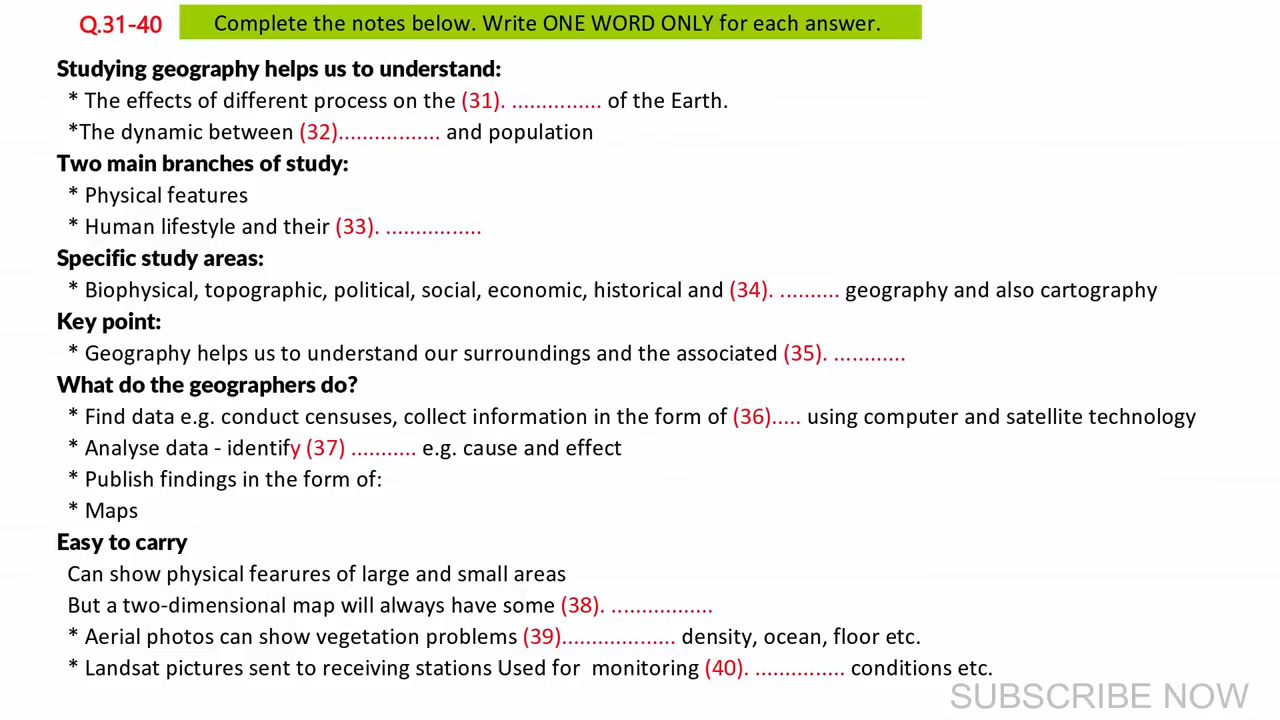 Q.31-40 Complete the notes below. Write ONE WORD ONLY for each answer.
Studying geography helps us to understand:
* The effects of different process on the (31). ............... of the Earth.
*The dynamic between (32)................. and population
Two main branches of study:
* Physical features
* Human lifestyle and their (33). ................
Specific study areas:
* Biophysical, topographic, political, social, economic, historical and (34). .......... geography and also cartography
Key point:
* Geography helps us to understand our surroundings and the associated (35). ............
What do the geographers do?
* Find data e.g. conduct censuses, collect information in the form of (36)..... using computer and satellite technology
* Analyse data - identify (37) ........... e.g. cause and effect
* Publish findings in the form of:
* Maps
Easy to carry
Can show physical fearures of large and small areas
But a two-dimensional map will always have some (38). .................
* Aerial photos can show vegetation problems (39)................... density, ocean, floor etc.
* Landsat pictures sent to receiving stations Used for monitoring (40). ............... conditions etc.
SUBSCRIBE NOW